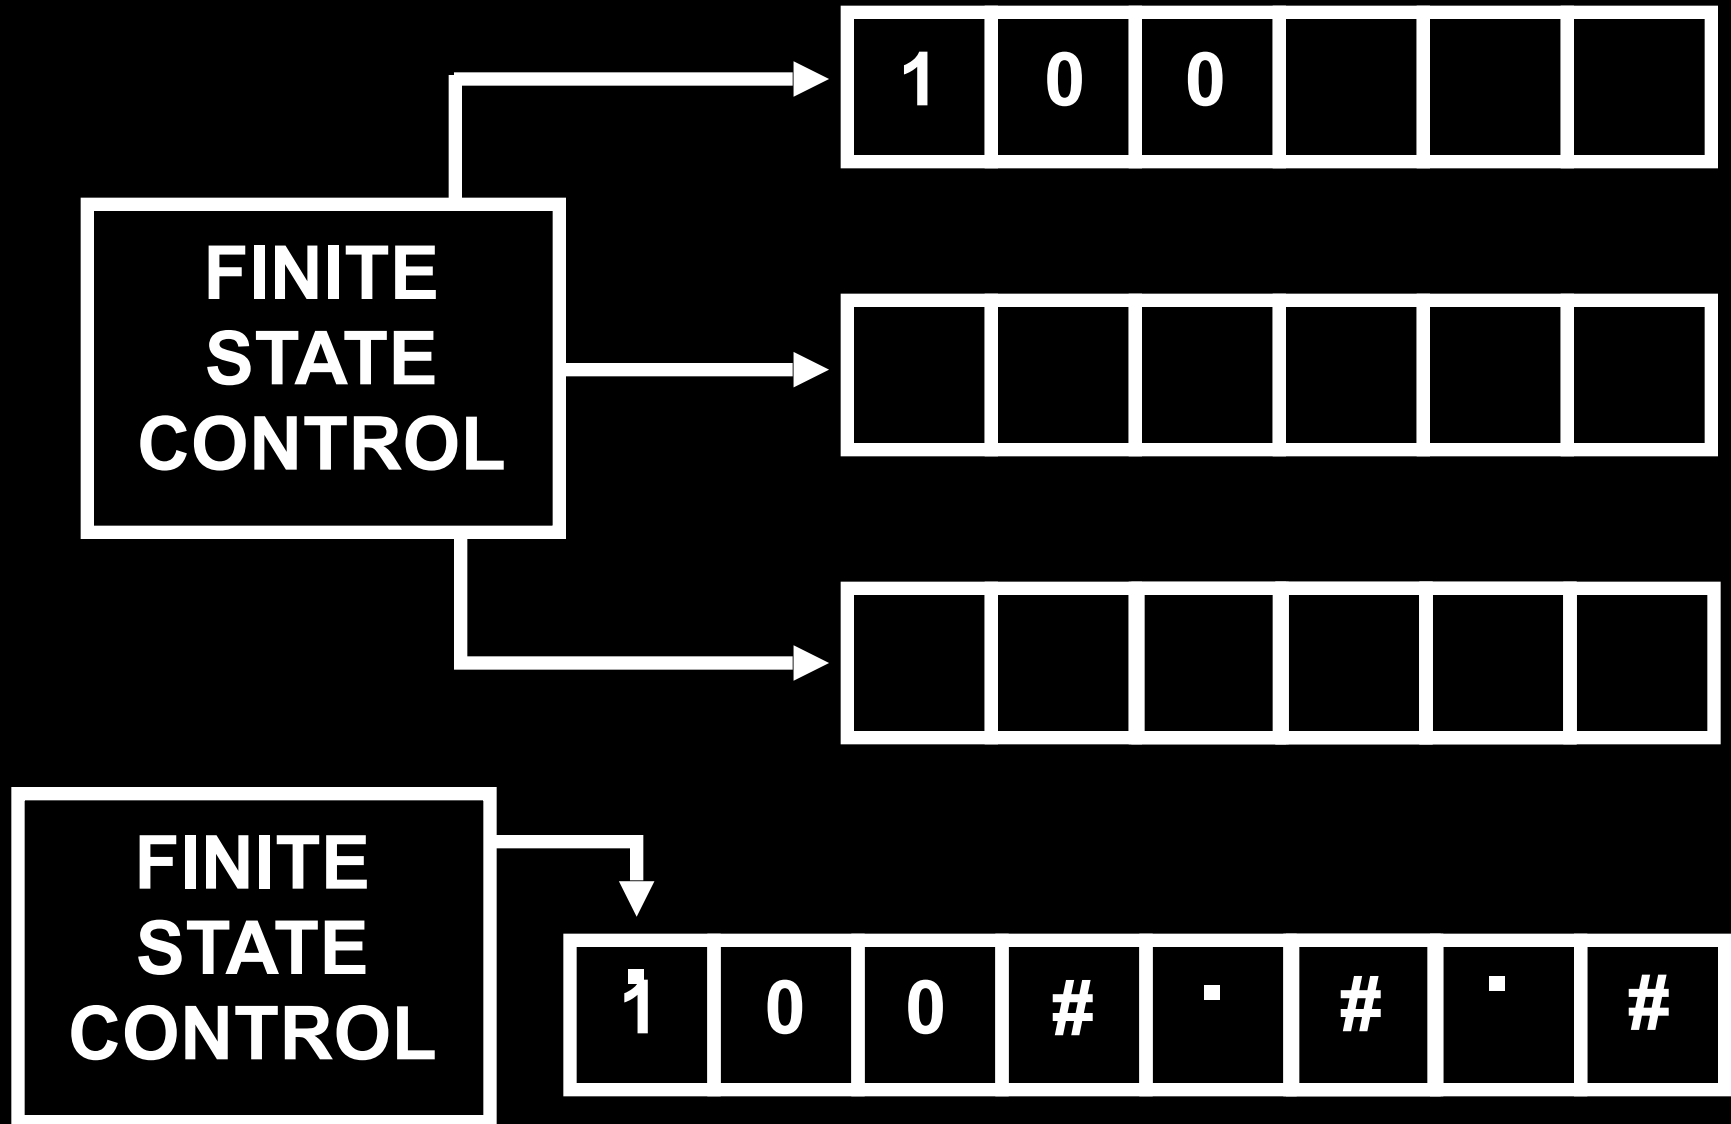 1 0 0
FINITE
STATE
CONTROL
FINITE
STATE
CONTROL
1 0 0 # . # . #